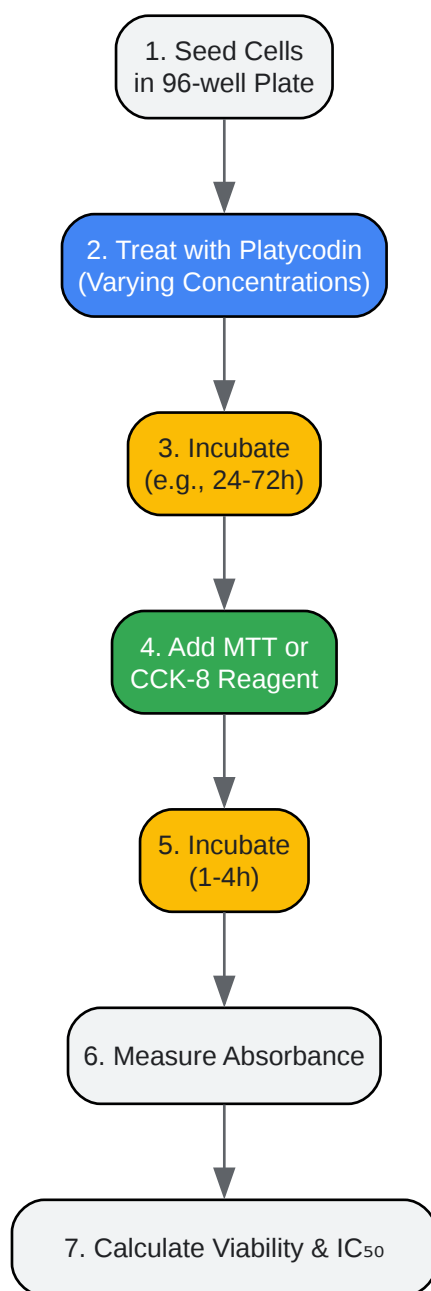 1. Seed Cells
in 96-well Plate
2. Treat with Platycodin
(Varying Concentrations)
3. Incubate
(e.g., 24-72h)
4. Add MTT or
CCK-8 Reagent
5. Incubate
(1-4h)
6. Measure Absorbance
7. Calculate Viability & IC₅₀